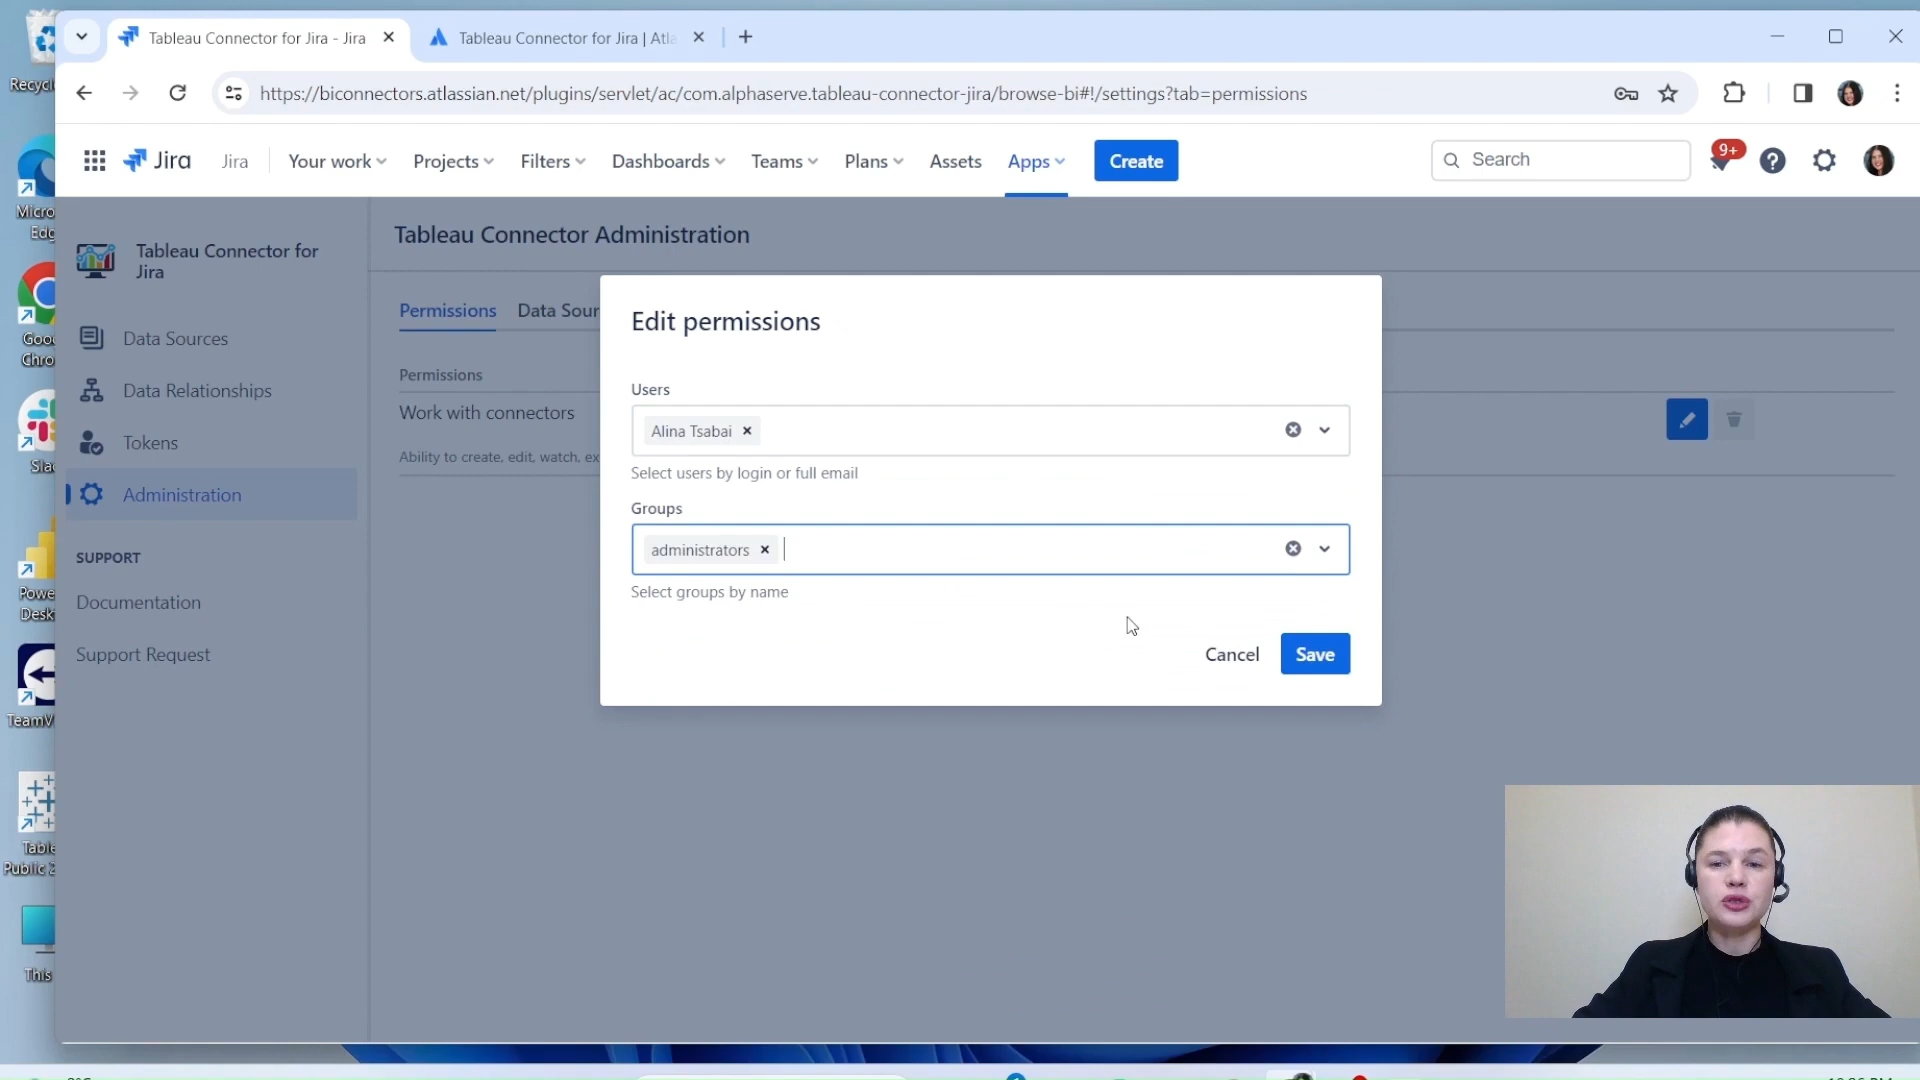 Recycl
Tableau Connector for Jira - Jira
Tableau Connector for Jira | Atla
https://biconnectors.atlassian.net/plugins/servlet/ac/com.alphaserve.tableau-connector-jira/browse-bi#!/settings?tab=permissions
Jira
Jira
Your work
Projects
Filters
Dashboards
Teams
Plans
Assets
Apps
Create
Search
9+
Micro
Edg
Goo
Chro
Slac
Powe
Desk
TeamV
Table
Public 2
This
Tableau Connector for
Jira
Data Sources
Data Relationships
Tokens
Administration
SUPPORT
Documentation
Support Request
Tableau Connector Administration
Permissions
Data Sour
Permissions
Work with connectors
Ability to create, edit, watch, ex
Edit permissions
Users
Alina Tsabai
Select users by login or full email
Groups
administrators
Select groups by name
Cancel
Save